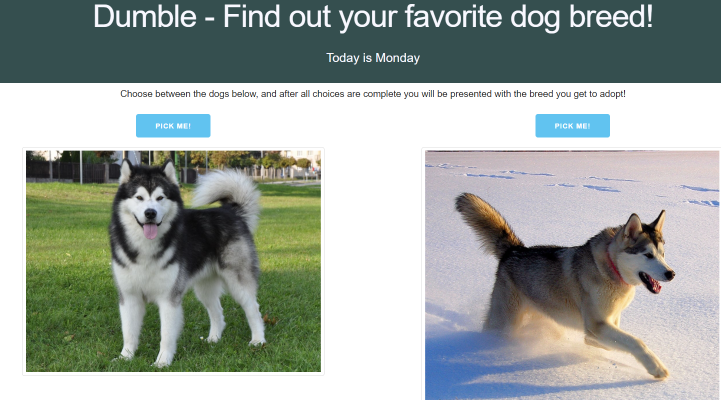 Dumble - Find out your favorite dog breed!
Today is Monday
Choose between the dogs below, and after all choices are complete you will be presented with the breed you get to adopt!
PICK ME!
PICK ME!